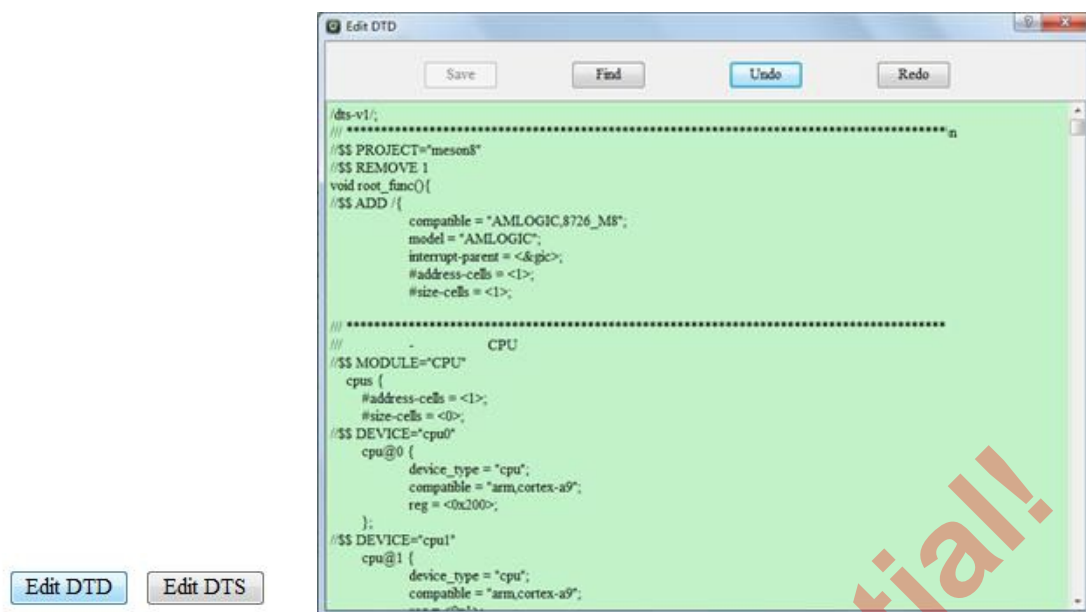 Edit DTD
Save Find Undo Redo
/dts-v1/;
/// ****************************************************************************************\n
//$$ PROJECT="meson8"
//$$ REMOVE 1
void root_func(){
//$$ ADD /{
compatible = "AMLOGIC,8726_M8";
model = "AMLOGIC";
interrupt-parent = <&gic>;
#address-cells = <1>;
#size-cells = <1>;
/// ****************************************************************************************
/// - CPU
//$$ MODULE="CPU"
cpus {
#address-cells = <1>;
#size-cells = <0>;
//$$ DEVICE="cpu0"
cpu@0 {
device_type = "cpu";
compatible = "arm,cortex-a9";
reg = <0x200>;
};
//$$ DEVICE="cpu1"
cpu@1 {
device_type = "cpu";
compatible = "arm,cortex-a9";
Edit DTD Edit DTS